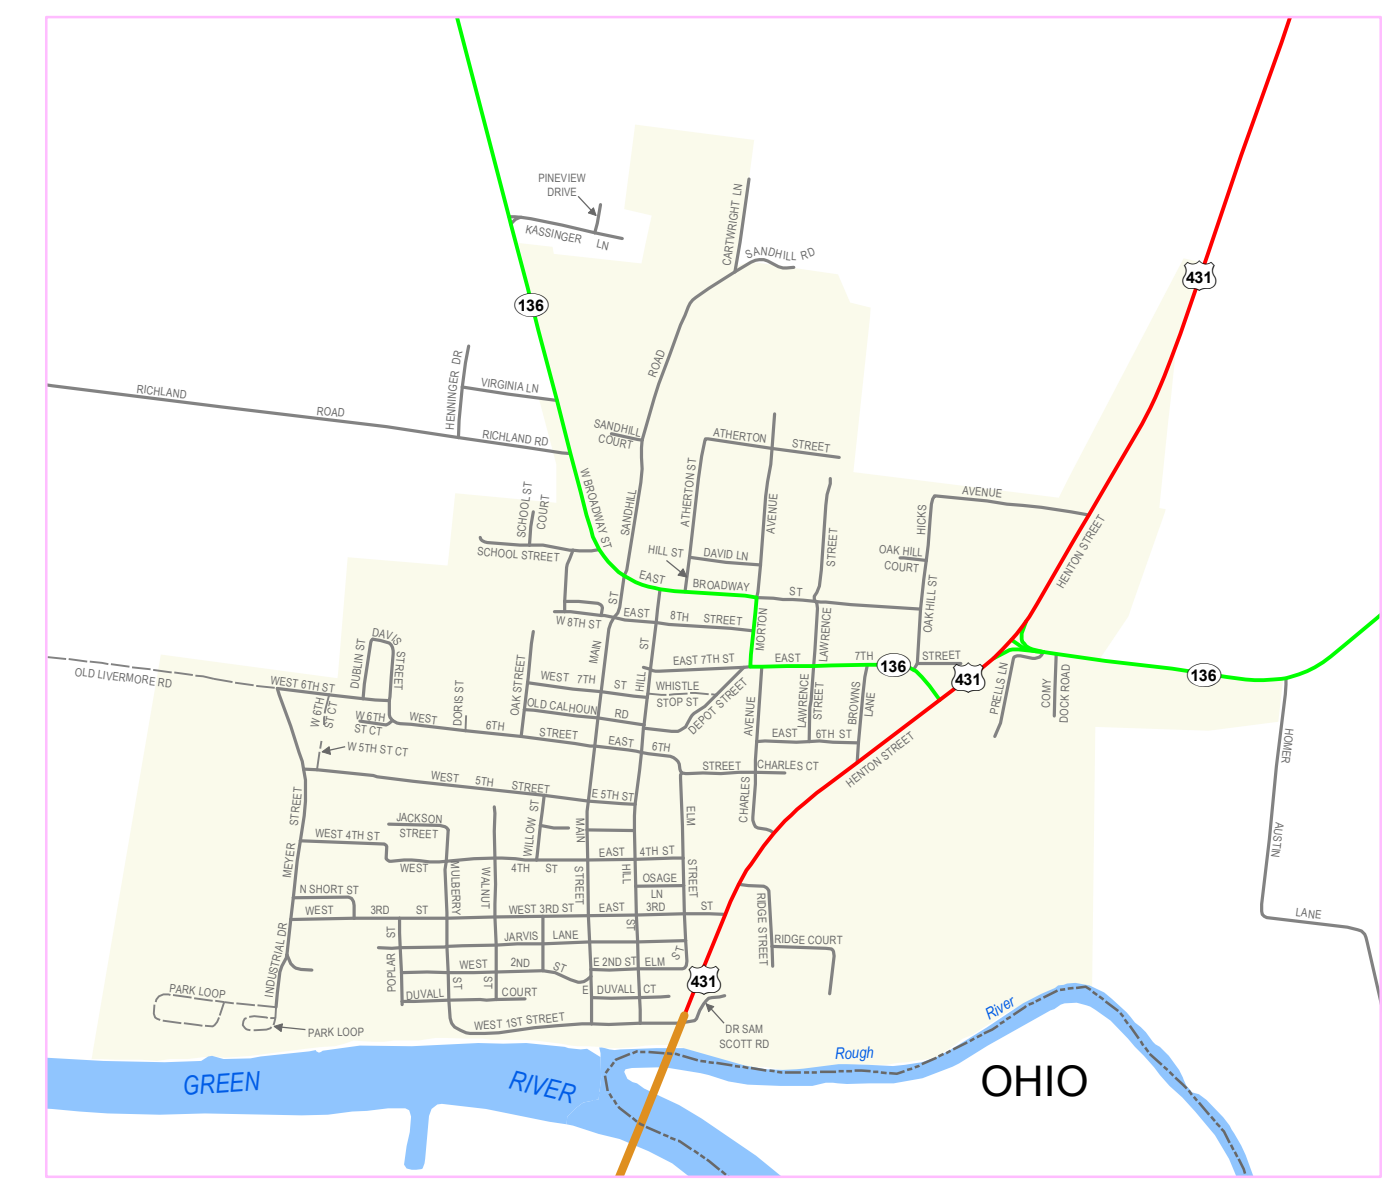 PINEVIEW
DRIVE
KASSINGER LN
CARTWRIGHT LN
SANDHILL RD
431
136
ROAD
HENNINGER DR
VIRGINIA LN
RICHLAND
ROAD
RICHLAND RD
SANDHILL
COURT
ATHERTON
STREET
W BROADWAY ST
SANDHILL
ATHERTON ST
AVENUE
SCHOOL ST
COURT
SCHOOL STREET
HILL ST
DAVID LN
STREET
HICKS
AVENUE
OAK HILL
COURT
HENTON STREET
EAST
BROADWAY
ST
ST
W 8TH ST
EAST
8TH
STREET
MORTON
LAWRENCE
OAK HILL ST
DAVIS
STREET
DUBLIN ST
MAIN
ST
EAST 7TH ST
EAST
7TH
136
STREET
431
136
OLD LIVERMORE RD
WEST 6TH ST
W 6TH
ST CT
W 6TH
ST CT
WEST
DORIS ST
6TH
OAK STREET
WEST 7TH
ST
OLD CALHOUN
RD
HILL
WHISTLE
STOP ST
DEPOT STREET
STREET
EAST
6TH
AVENUE
LAWRENCE
STREET
BROWNS
LANE
EAST
6TH ST
PRELLS LN
COMY
DOCK ROAD
HOMER
W 5TH ST CT
STREET
CHARLES CT
HENTON STREET
WEST
5TH
STREET
E 5TH ST
CHARLES
ELM
MEYER
STREET
JACKSON
STREET
WILLOW ST
MAIN
WEST 4TH ST
WEST
4TH
ST
EAST
4TH ST
AUSTIN
MULBERRY
WALNUT
STREET
HILL
OSAGE
LN
STREET
N SHORT ST
WEST
3RD
ST
WEST 3RD ST
EAST
3RD
ST
RIDGE STREET
LANE
INDUSTRIAL DR
ST
JARVIS
LANE
ST
RIDGE COURT
POPLAR
WEST
2ND
ST
E 2ND ST
ELM
ST
431
PARK LOOP
DUVALL
ST
ST
COURT
E
DUVALL
CT
PARK LOOP
WEST 1ST STREET
DR SAM
SCOTT RD
River
Rough
GREEN
RIVER
OHIO